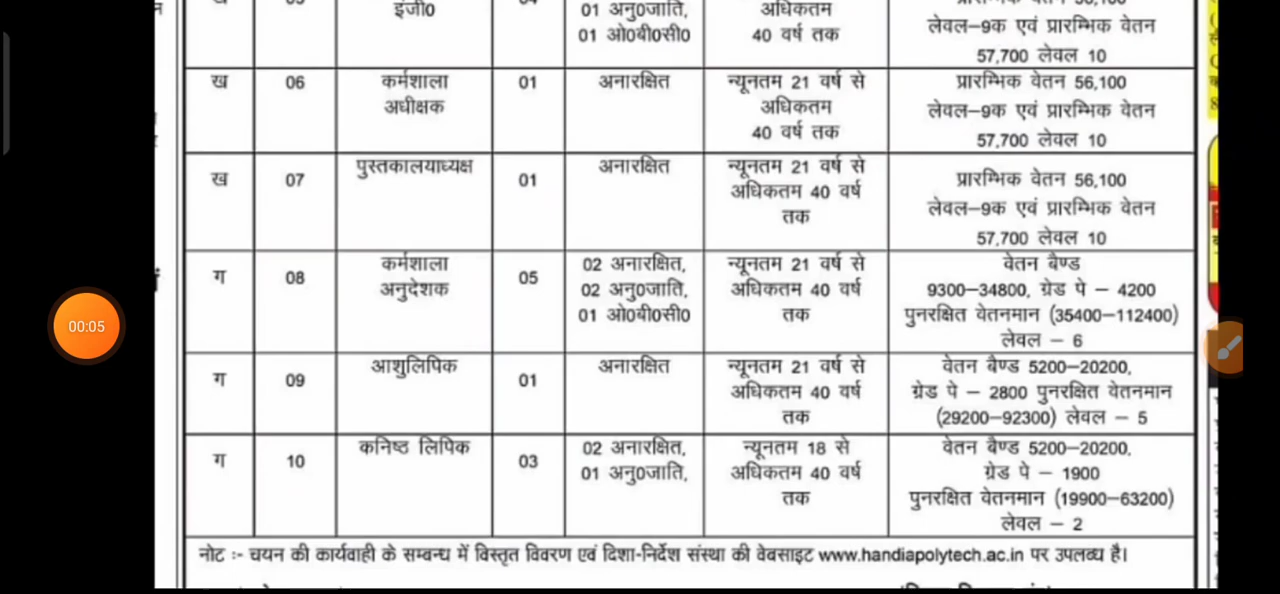 इंजी0
01 अनु0जाति,
01 ओ0बी0सी0
अधिकतम
40 वर्ष तक
लेवल–9क एवं प्रारम्भिक वेतन
57,700 लेवल 10
ख
06
कर्मशाला
अधीक्षक
01
अनारक्षित
न्यूनतम 21 वर्ष से
अधिकतम
40 वर्ष तक
प्रारम्भिक वेतन 56,100
लेवल–9क एवं प्रारम्भिक वेतन
57,700 लेवल 10
ख
07
पुस्तकालयाध्यक्ष
01
अनारक्षित
न्यूनतम 21 वर्ष से
अधिकतम 40 वर्ष
तक
प्रारम्भिक वेतन 56,100
लेवल–9क एवं प्रारम्भिक वेतन
57,700 लेवल 10
ग
08
कर्मशाला
अनुदेशक
05
02 अनारक्षित,
02 अनु0जाति,
01 ओ0बी0सी0
न्यूनतम 21 वर्ष से
अधिकतम 40 वर्ष
तक
वेतन बैण्ड
9300–34800, ग्रेड पे – 4200
पुनरक्षित वेतनमान (35400–112400)
लेवल – 6
ग
09
आशुलिपिक
01
अनारक्षित
न्यूनतम 21 वर्ष से
अधिकतम 40 वर्ष
तक
वेतन बैण्ड 5200–20200,
ग्रेड पे – 2800 पुनरक्षित वेतनमान
(29200–92300) लेवल – 5
ग
10
कनिष्ठ लिपिक
03
02 अनारक्षित,
01 अनु0जाति,
न्यूनतम 18 से
अधिकतम 40 वर्ष
तक
वेतन बैण्ड 5200–20200,
ग्रेड पे – 1900
पुनरक्षित वेतनमान (19900–63200)
लेवल – 2
नोट :- चयन की कार्यवाही के सम्बन्ध में विस्तृत विवरण एवं दिशा-निर्देश संस्था की वेबसाइट www.handiapolytech.ac.in पर उपलब्ध है।
00:05